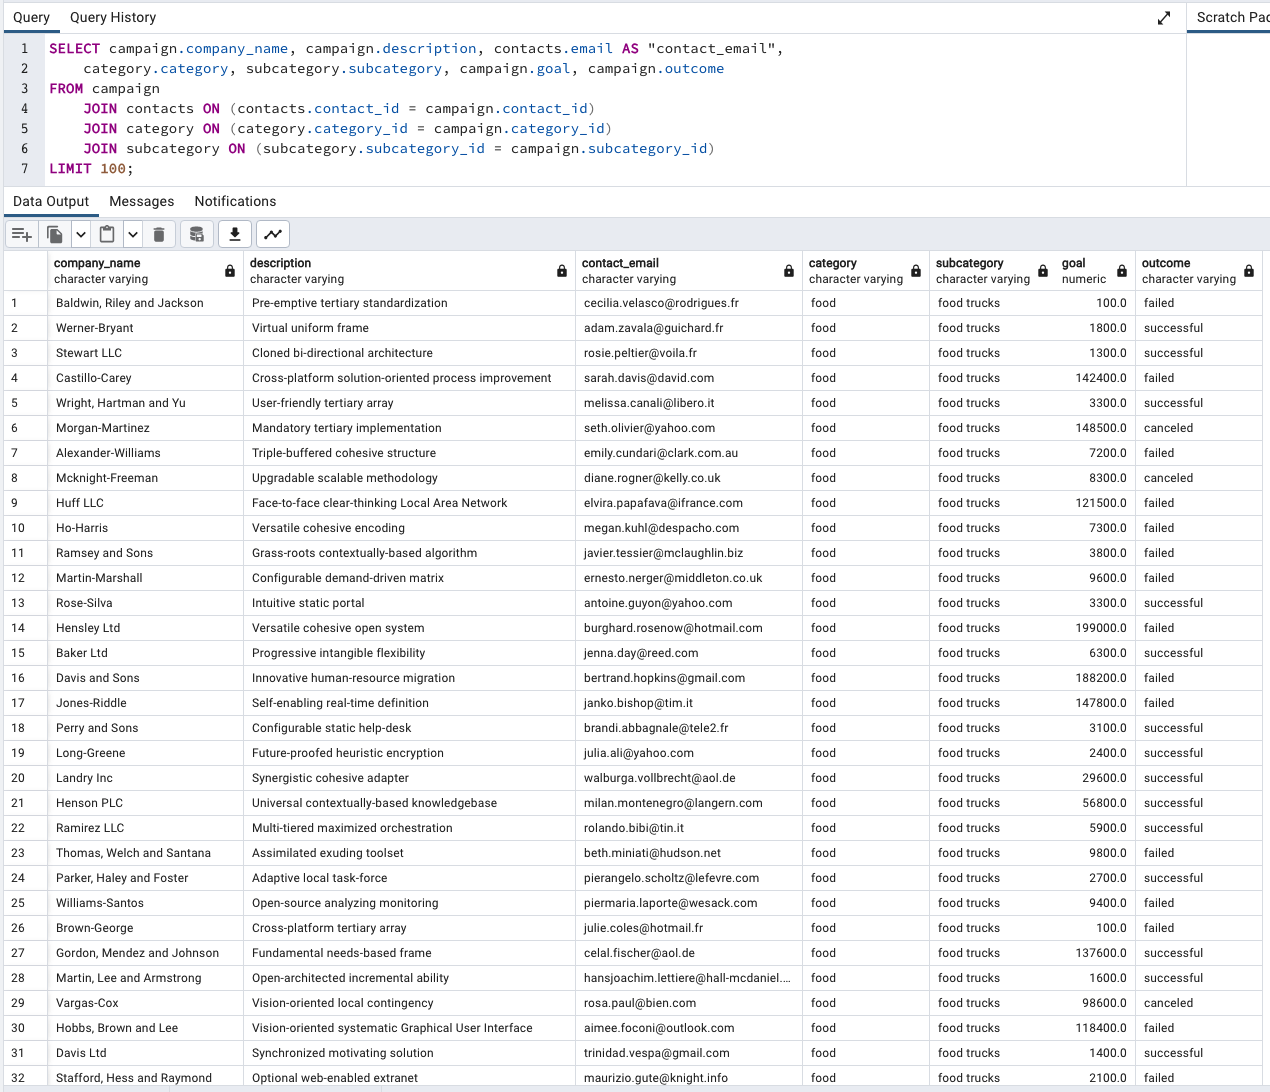 Query Query History Scratch Pad
1 SELECT campaign.company_name, campaign.description, contacts.email AS "contact_email",
2 category.category, subcategory.subcategory, campaign.goal, campaign.outcome
3 FROM campaign
4 JOIN contacts ON (contacts.contact_id = campaign.contact_id)
5 JOIN category ON (category.category_id = campaign.category_id)
6 JOIN subcategory ON (subcategory.subcategory_id = campaign.subcategory_id)
7 LIMIT 100;
Data Output Messages Notifications
company_name description contact_email category subcategory goal outcome
character varying character varying character varying character varying character varying numeric character varying
1 Baldwin, Riley and Jackson Pre-emptive tertiary standardization cecilia.velasco@rodrigues.fr food food trucks 100.0 failed
2 Werner-Bryant Virtual uniform frame adam.zavala@guichard.fr food food trucks 1800.0 successful
3 Stewart LLC Cloned bi-directional architecture rosie.peltier@voila.fr food food trucks 1300.0 successful
4 Castillo-Carey Cross-platform solution-oriented process improvement sarah.davis@david.com food food trucks 142400.0 failed
5 Wright, Hartman and Yu User-friendly tertiary array melissa.canali@libero.it food food trucks 3300.0 successful
6 Morgan-Martinez Mandatory tertiary implementation seth.olivier@yahoo.com food food trucks 148500.0 canceled
7 Alexander-Williams Triple-buffered cohesive structure emily.cundari@clark.com.au food food trucks 7200.0 failed
8 Mcknight-Freeman Upgradable scalable methodology diane.rogner@kelly.co.uk food food trucks 8300.0 canceled
9 Huff LLC Face-to-face clear-thinking Local Area Network elvira.papafava@ifrance.com food food trucks 121500.0 failed
10 Ho-Harris Versatile cohesive encoding megan.kuhl@despacho.com food food trucks 7300.0 failed
11 Ramsey and Sons Grass-roots contextually-based algorithm javier.tessier@mclaughlin.biz food food trucks 3800.0 failed
12 Martin-Marshall Configurable demand-driven matrix ernesto.nerger@middleton.co.uk food food trucks 9600.0 failed
13 Rose-Silva Intuitive static portal antoine.guyon@yahoo.com food food trucks 3300.0 successful
14 Hensley Ltd Versatile cohesive open system burghard.rosenow@hotmail.com food food trucks 199000.0 failed
15 Baker Ltd Progressive intangible flexibility jenna.day@reed.com food food trucks 6300.0 successful
16 Davis and Sons Innovative human-resource migration bertrand.hopkins@gmail.com food food trucks 188200.0 failed
17 Jones-Riddle Self-enabling real-time definition janko.bishop@tim.it food food trucks 147800.0 failed
18 Perry and Sons Configurable static help-desk brandi.abbagnale@tele2.fr food food trucks 3100.0 successful
19 Long-Greene Future-proofed heuristic encryption julia.ali@yahoo.com food food trucks 2400.0 successful
20 Landry Inc Synergistic cohesive adapter walburga.vollbrecht@aol.de food food trucks 29600.0 successful
21 Henson PLC Universal contextually-based knowledgebase milan.montenegro@langern.com food food trucks 56800.0 successful
22 Ramirez LLC Multi-tiered maximized orchestration rolando.bibi@tin.it food food trucks 5900.0 successful
23 Thomas, Welch and Santana Assimilated exuding toolset beth.miniati@hudson.net food food trucks 9800.0 failed
24 Parker, Haley and Foster Adaptive local task-force pierangelo.scholtz@lefevre.com food food trucks 2700.0 successful
25 Williams-Santos Open-source analyzing monitoring piermaria.laporte@wesack.com food food trucks 9400.0 failed
26 Brown-George Cross-platform tertiary array julie.coles@hotmail.fr food food trucks 100.0 failed
27 Gordon, Mendez and Johnson Fundamental needs-based frame celal.fischer@aol.de food food trucks 137600.0 successful
28 Martin, Lee and Armstrong Open-architected incremental ability hansjoachim.lettiere@hall-mcdaniel.... food food trucks 1600.0 successful
29 Vargas-Cox Vision-oriented local contingency rosa.paul@bien.com food food trucks 98600.0 canceled
30 Hobbs, Brown and Lee Vision-oriented systematic Graphical User Interface aimee.foconi@outlook.com food food trucks 118400.0 failed
31 Davis Ltd Synchronized motivating solution trinidad.vespa@gmail.com food food trucks 1400.0 successful
32 Stafford, Hess and Raymond Optional web-enabled extranet maurizio.gute@knight.info food food trucks 2100.0 failed